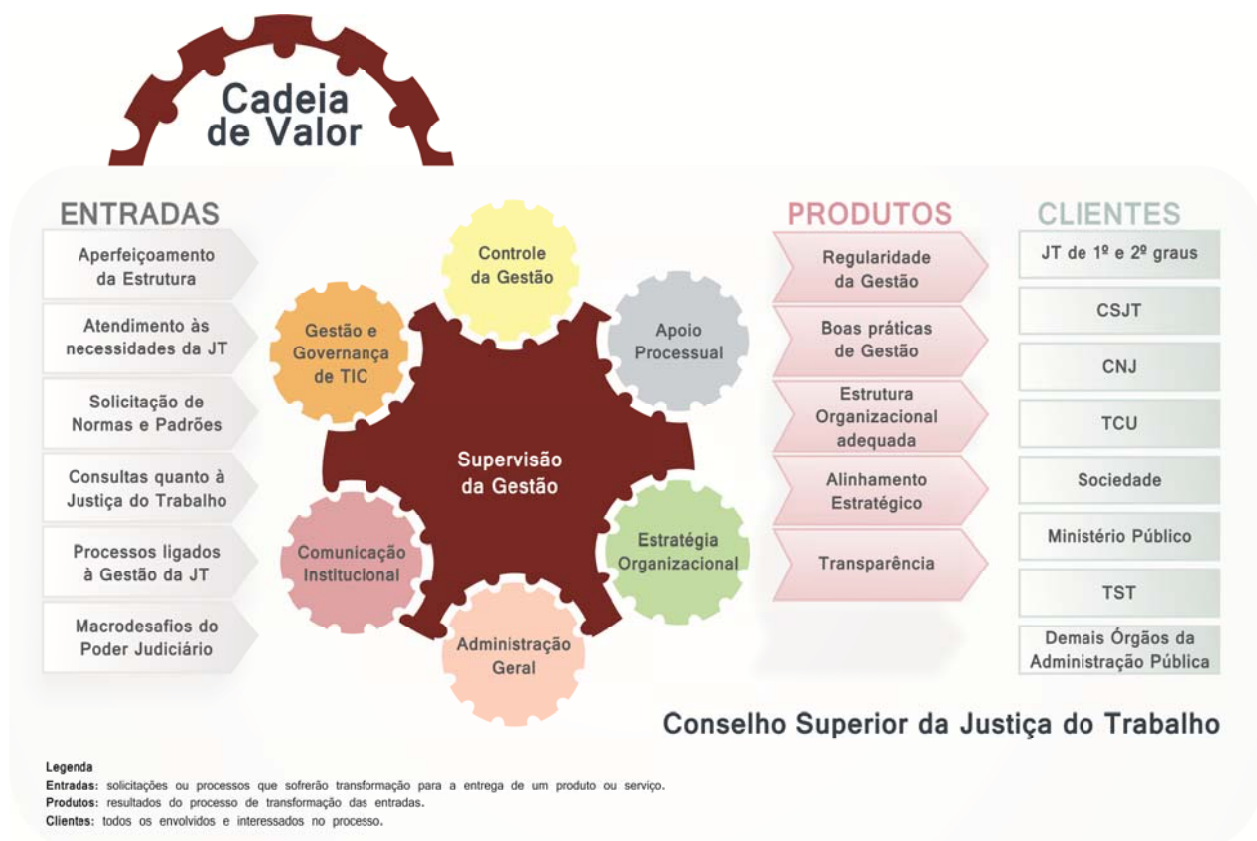 Cadeia
de Valor
ENTRADAS
Aperfeiçoamento
da Estrutura
Atendimento às
necessidades da JT
Solicitação de
Normas e Padrões
Consultas quanto à
Justiça do Trabalho
Processos ligados
à Gestão da JT
Macrodesafios do
Poder Judiciário
Controle
da Gestão
Gestão e
Governança
de TIC
Apoio
Processual
Supervisão
da Gestão
Comunicação
Institucional
Estratégia
Organizacional
Administração
Geral
PRODUTOS
Regularidade
da Gestão
Boas práticas
de Gestão
Estrutura
Organizacional
adequada
Alinhamento
Estratégico
Transparência
CLIENTES
JT de 1º e 2º graus
CSJT
CNJ
TCU
Sociedade
Ministério Público
TST
Demais Órgãos da
Administração Pública
Conselho Superior da Justiça do Trabalho
Legenda
Entradas: solicitações ou processos que sofrerão transformação para a entrega de um produto ou serviço.
Produtos: resultados do processo de transformação das entradas.
Clientes: todos os envolvidos e interessados no processo.